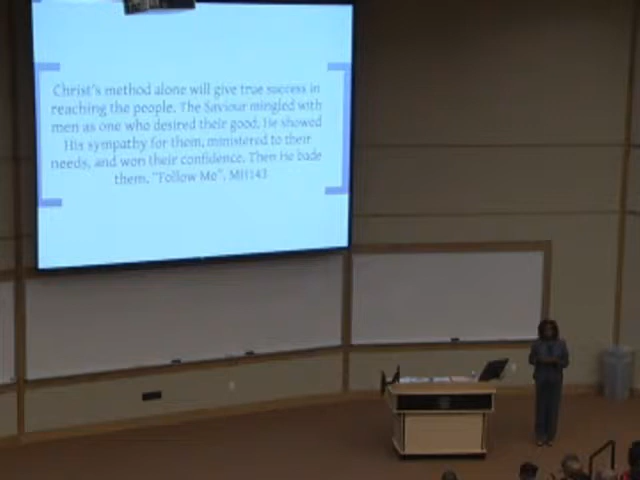 Christ's method alone will give true success in
reaching the people. The Saviour mingled with
men as one who desired their good. He showed
His sympathy for them, ministered to their
needs, and won their confidence. Then He bade
them, "Follow Me". MH143